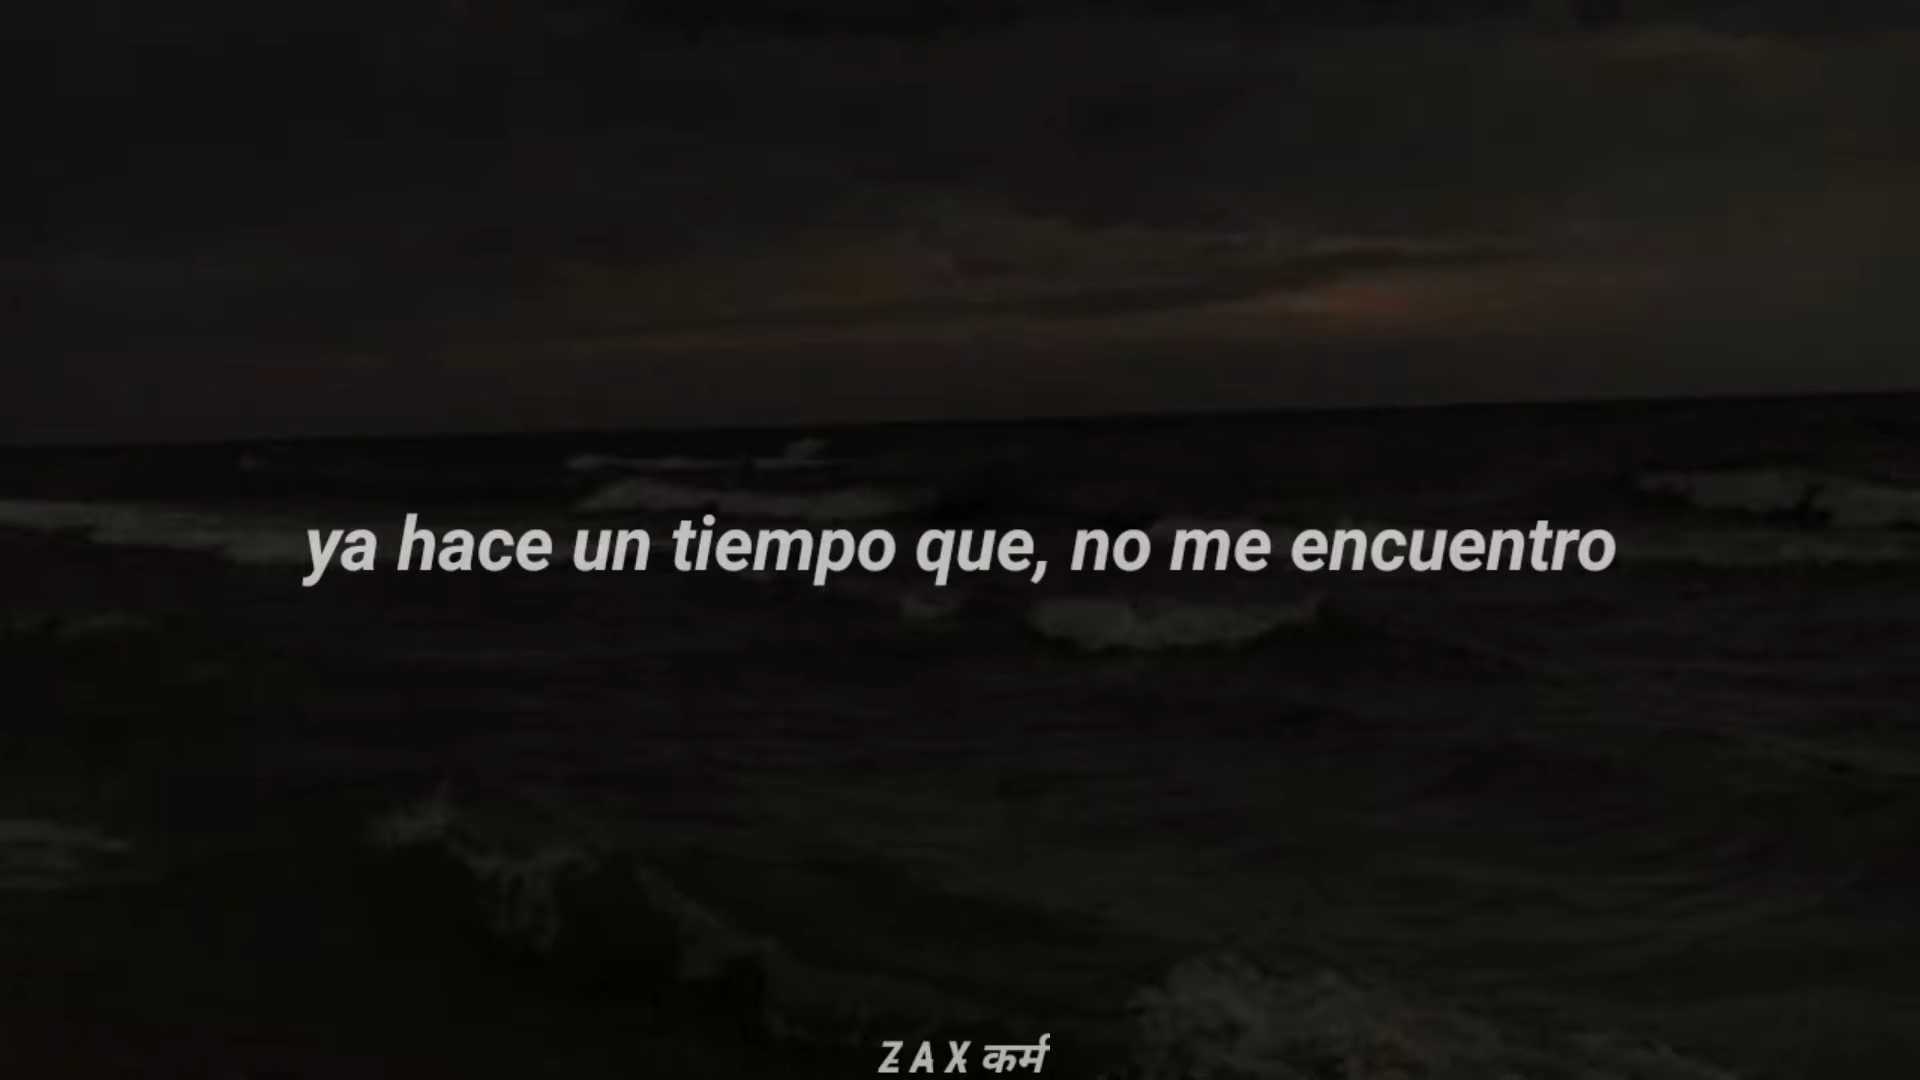 ya hace un tiempo que, no me encuentro
Z A X कर्म